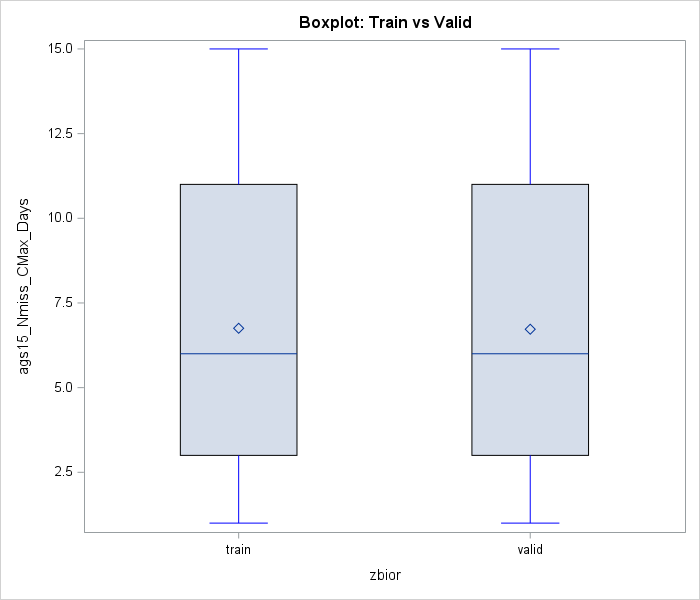 Boxplot: Train vs Valid
15.0
12.5
10.0
7.5
5.0
2.5
ags15_Nmiss_CMax_Days
train
valid
zbior